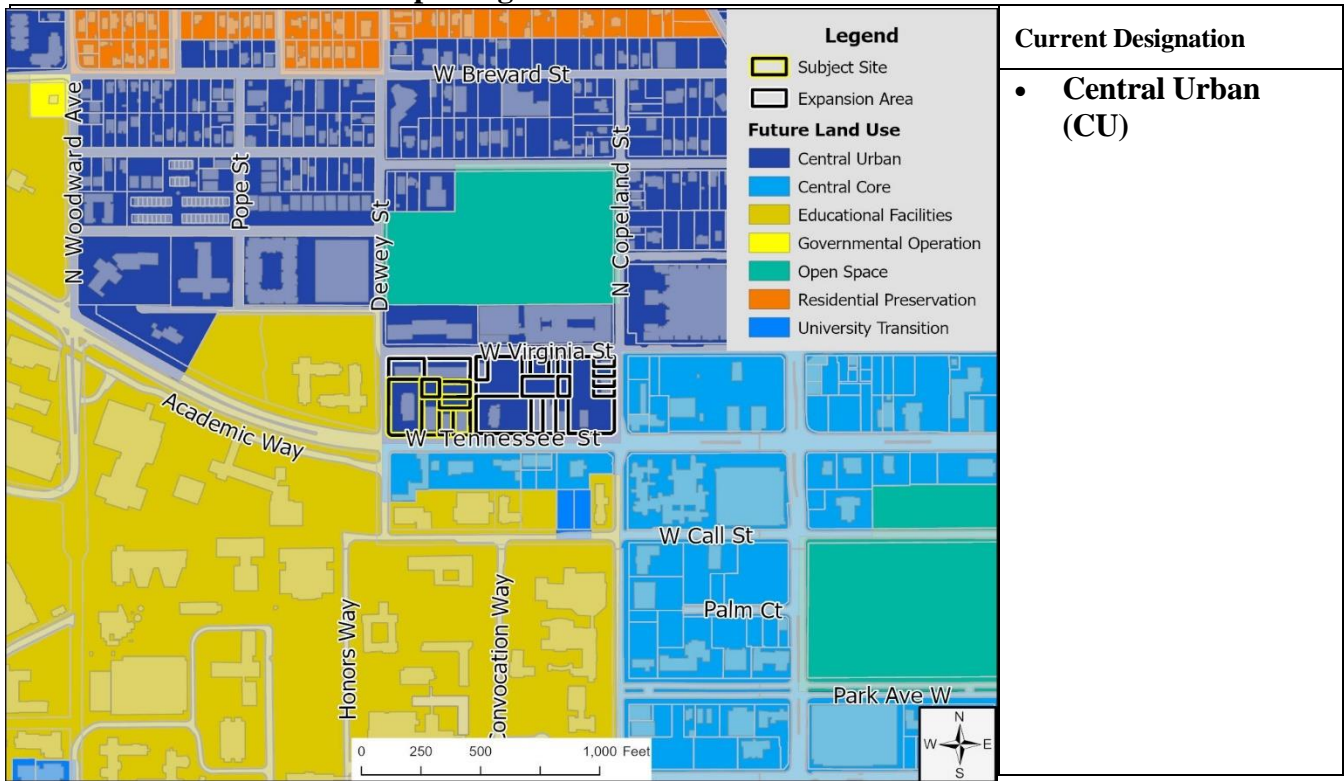 Legend
Subject Site
Expansion Area
Future Land Use
Central Urban
Central Core
Educational Facilities
Governmental Operation
Open Space
Residential Preservation
University Transition
W Brevard St
N Woodward Ave
Pope St
Dewey St
N Copeland St
W Virginia St
Academic Way
W Tennessee St
W Call St
Honors Way
Convocation Way
Palm Ct
Park Ave W
0 250 500 1,000 Feet
N
W E
S
Current Designation
• Central Urban
(CU)